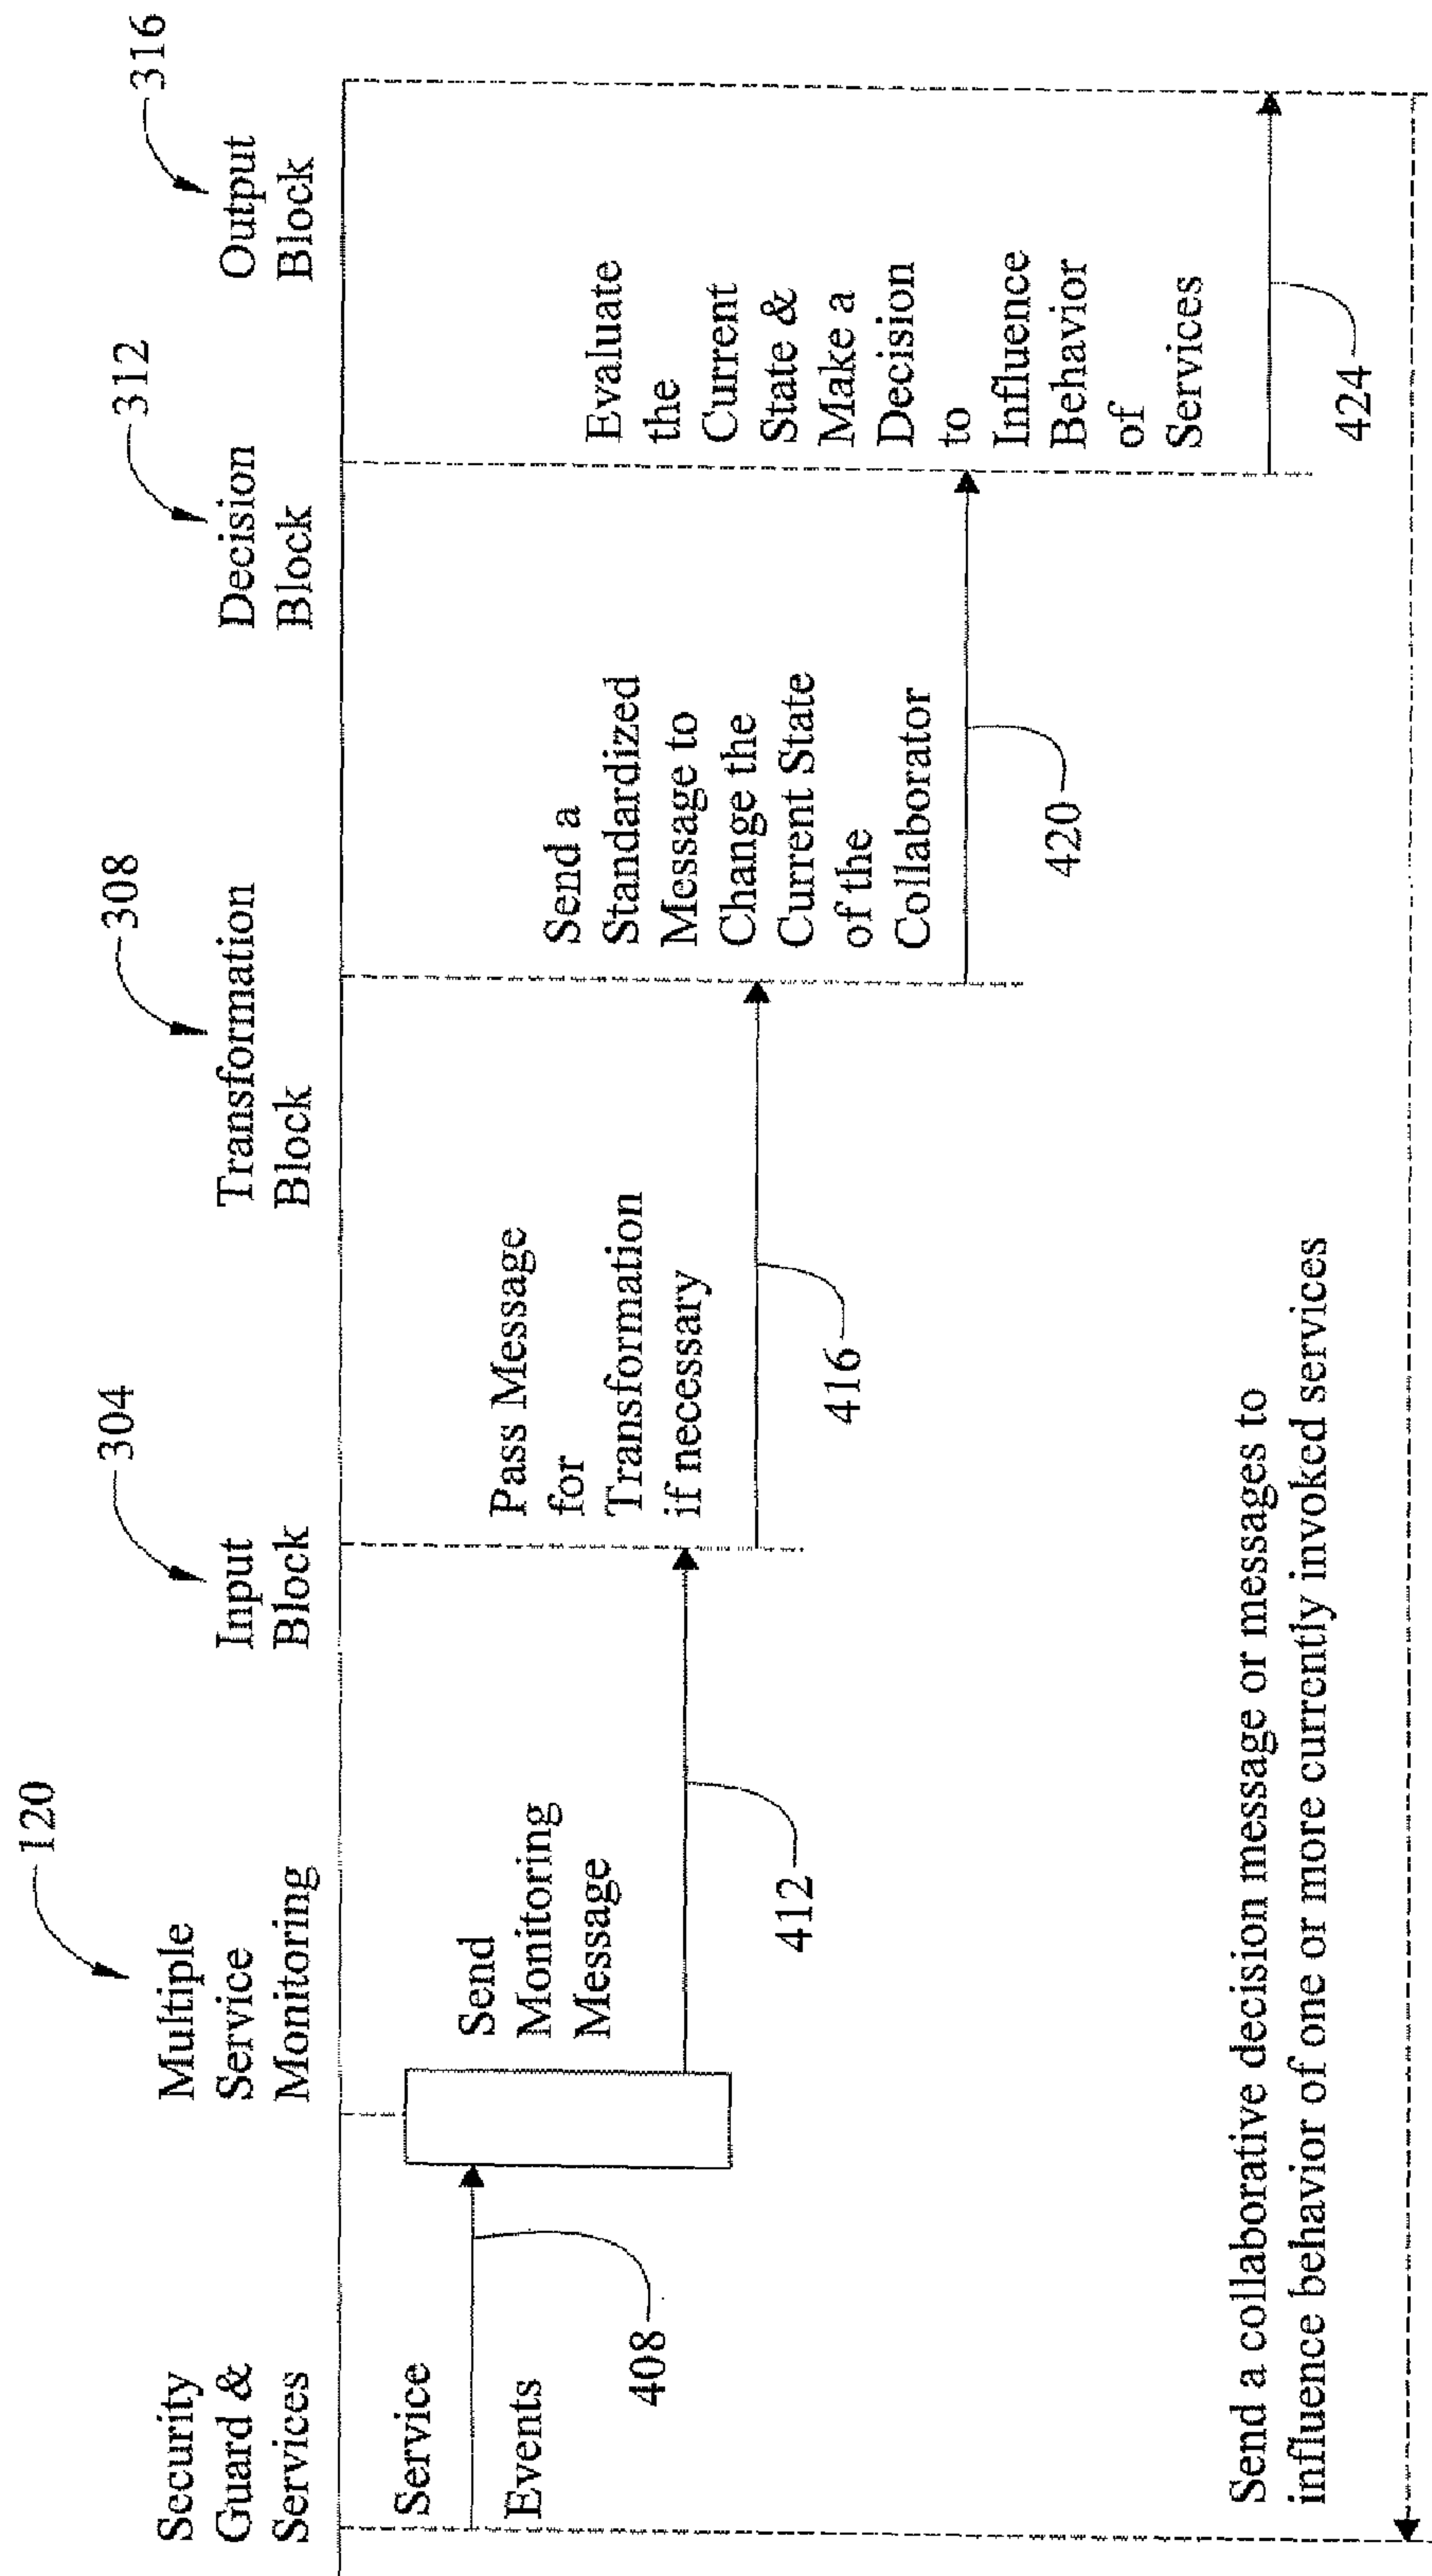 120
304
308
312
316
Security
Guard &
Services
Multiple
Service
Monitoring
Input
Block
Transformation
Block
Decision
Block
Output
Block
Service
Events
408
Send
Monitoring
Message
412
Pass Message
for
Transformation
if necessary
416
Send a
Standardized
Message to
Change the
Current State
of the
Collaborator
420
Evaluate
the
Current
State &
Make a
Decision
to
Influence
Behavior
of
Services
424
Send a collaborative decision message or messages to
influence behavior of one or more currently invoked services